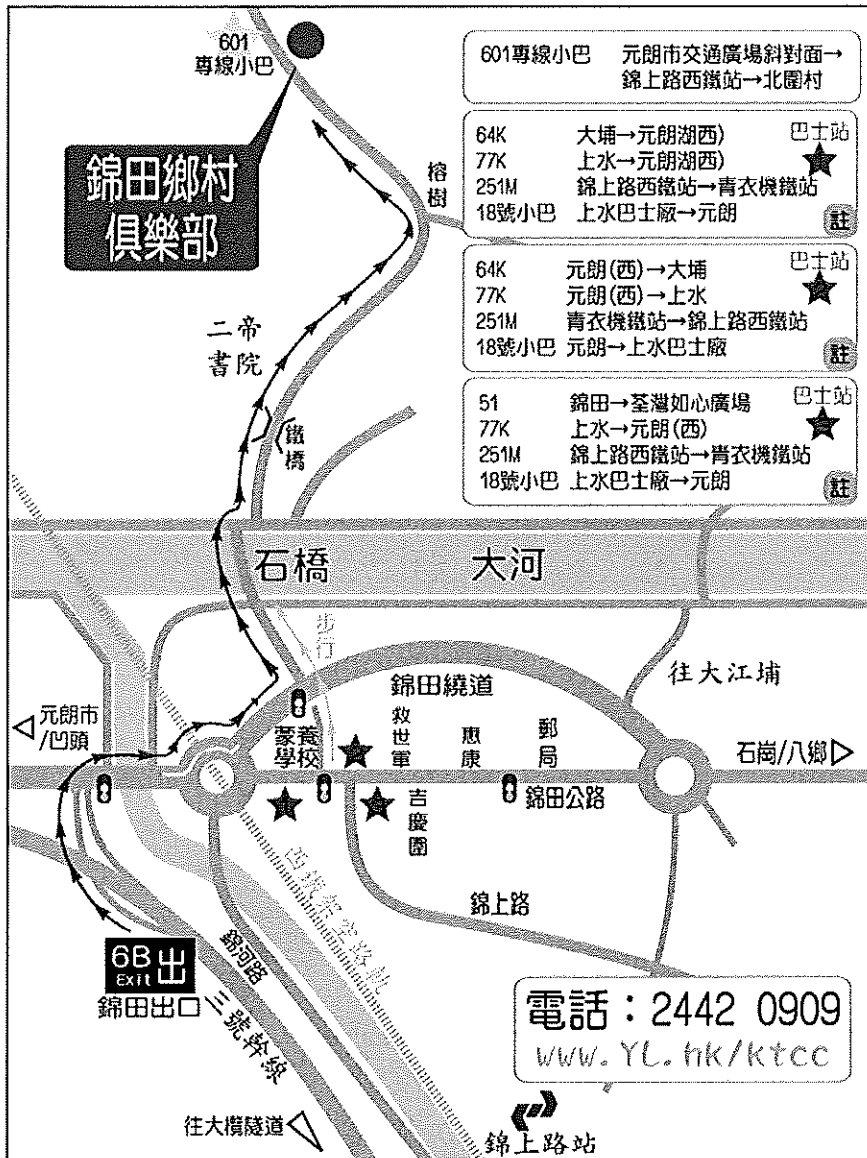 601
專線小巴
錦田鄉村
俱樂部
601專線小巴 元朗市交通廣場斜對面→
錦上路西鐵站→北圍村
64K 大埔→元朗湖西) 巴士站
77K 上水→元朗湖西)
251M 錦上路西鐵站→青衣機鐵站
18號小巴 上水巴士廠→元朗 註
64K 元朗(西)→大埔 巴士站
77K 元朗(西)→上水
251M 青衣機鐵站→錦上路西鐵站
18號小巴 元朗→上水巴士廠 註
51 錦田→荃灣如心廣場 巴士站
77K 上水→元朗(西)
251M 錦上路西鐵站→青衣機鐵站
18號小巴 上水巴士廠→元朗 註
榕樹
二帝
書院
鐵橋
石橋 大河
步行
錦田繞道
往大江埔
元朗市
/凹頭
蒙養
學校
救世軍
惠康
郵局
石崗/八鄉
吉慶圍
錦田公路
西鐵架空路軌
錦上路
錦河路
6B 出
Exit
錦田出口
三號幹線
電話：2442 0909
www.YL.hk/ktcc
往大欖隧道
錦上路站